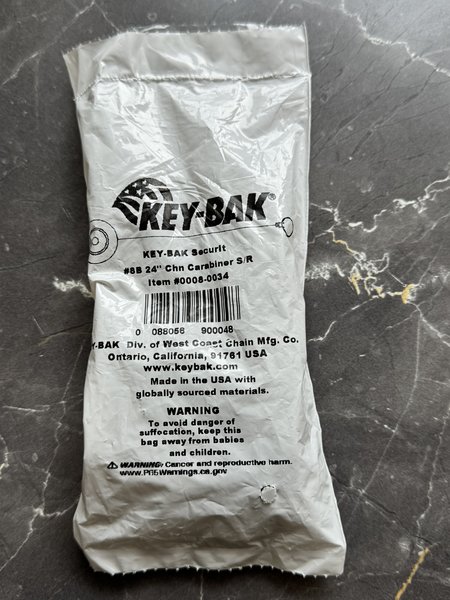 KEY-BAK®
KEY-BAK Securit
#8B 24" Chn Carabiner S/R
Item #0008-0034
0 088056 900048
Y-BAK Div. of West Coast Chain Mfg. Co.
Ontario, California, 91761 USA
www.keybak.com
Made in the USA with
globally sourced materials.
WARNING
To avoid danger of
suffocation, keep this
bag away from babies
and children.
WARNING: Cancer and reproductive harm.
www.P65Warnings.ca.gov